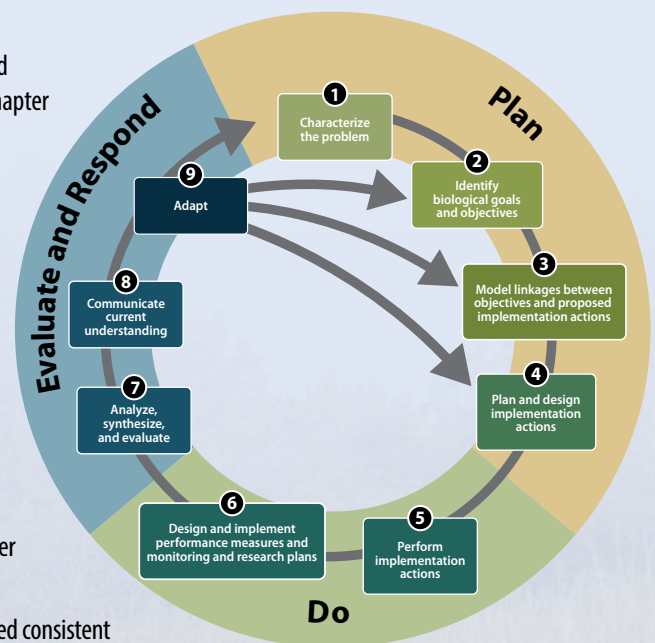 d
hapter
Plan
1
Characterize
the problem
2
Identify
biological goals
and objectives
3
Model linkages between
objectives and proposed
implementation actions
4
Plan and design
implementation
actions
Do
5
Perform
implementation
actions
6
Design and implement
performance measures and
monitoring and research plans
Evaluate and Respond
7
Analyze,
synthesize,
and evaluate
8
Communicate
current
understanding
9
Adapt
er
ed consistent